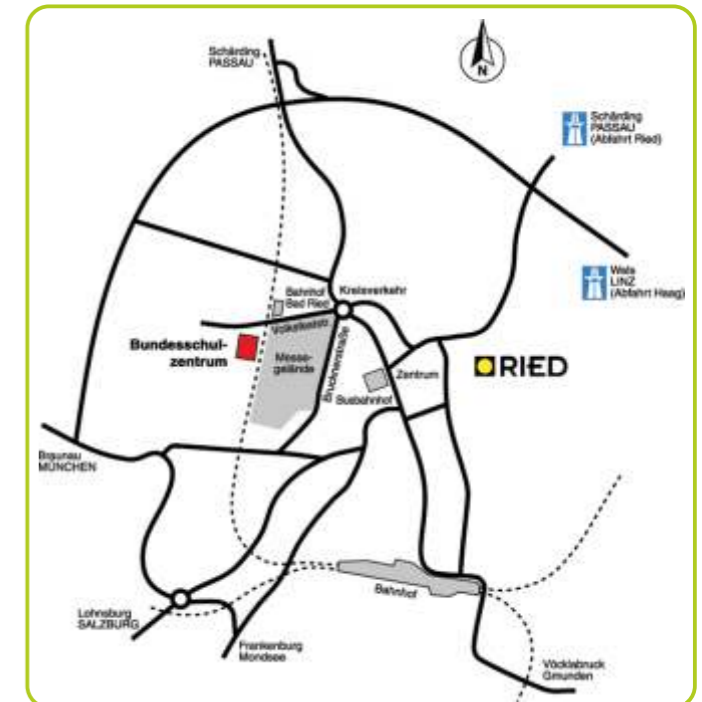 Schärding
PASSAU
N
Schärding
PASSAU
(Abfahrt Ried)
Wels
LINZ
(Abfahrt Haag)
Bahnhof
Bad Ried
Kreisverkehr
Bundesschul-
zentrum
Messe-
gelände
Brucknerstraße
Zentrum
RIED
Busbahnhof
Braunau
MÜNCHEN
Bahnhof
Lohnsburg
SALZBURG
Frankenburg
Mondsee
Vöcklabruck
Gmunden